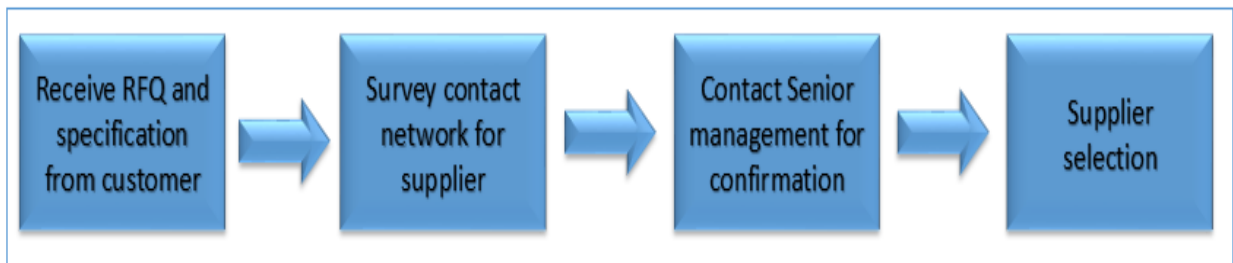 Receive RFQ and
specification
from customer
Survey contact
network for
supplier
Contact Senior
management for
confirmation
Supplier
selection